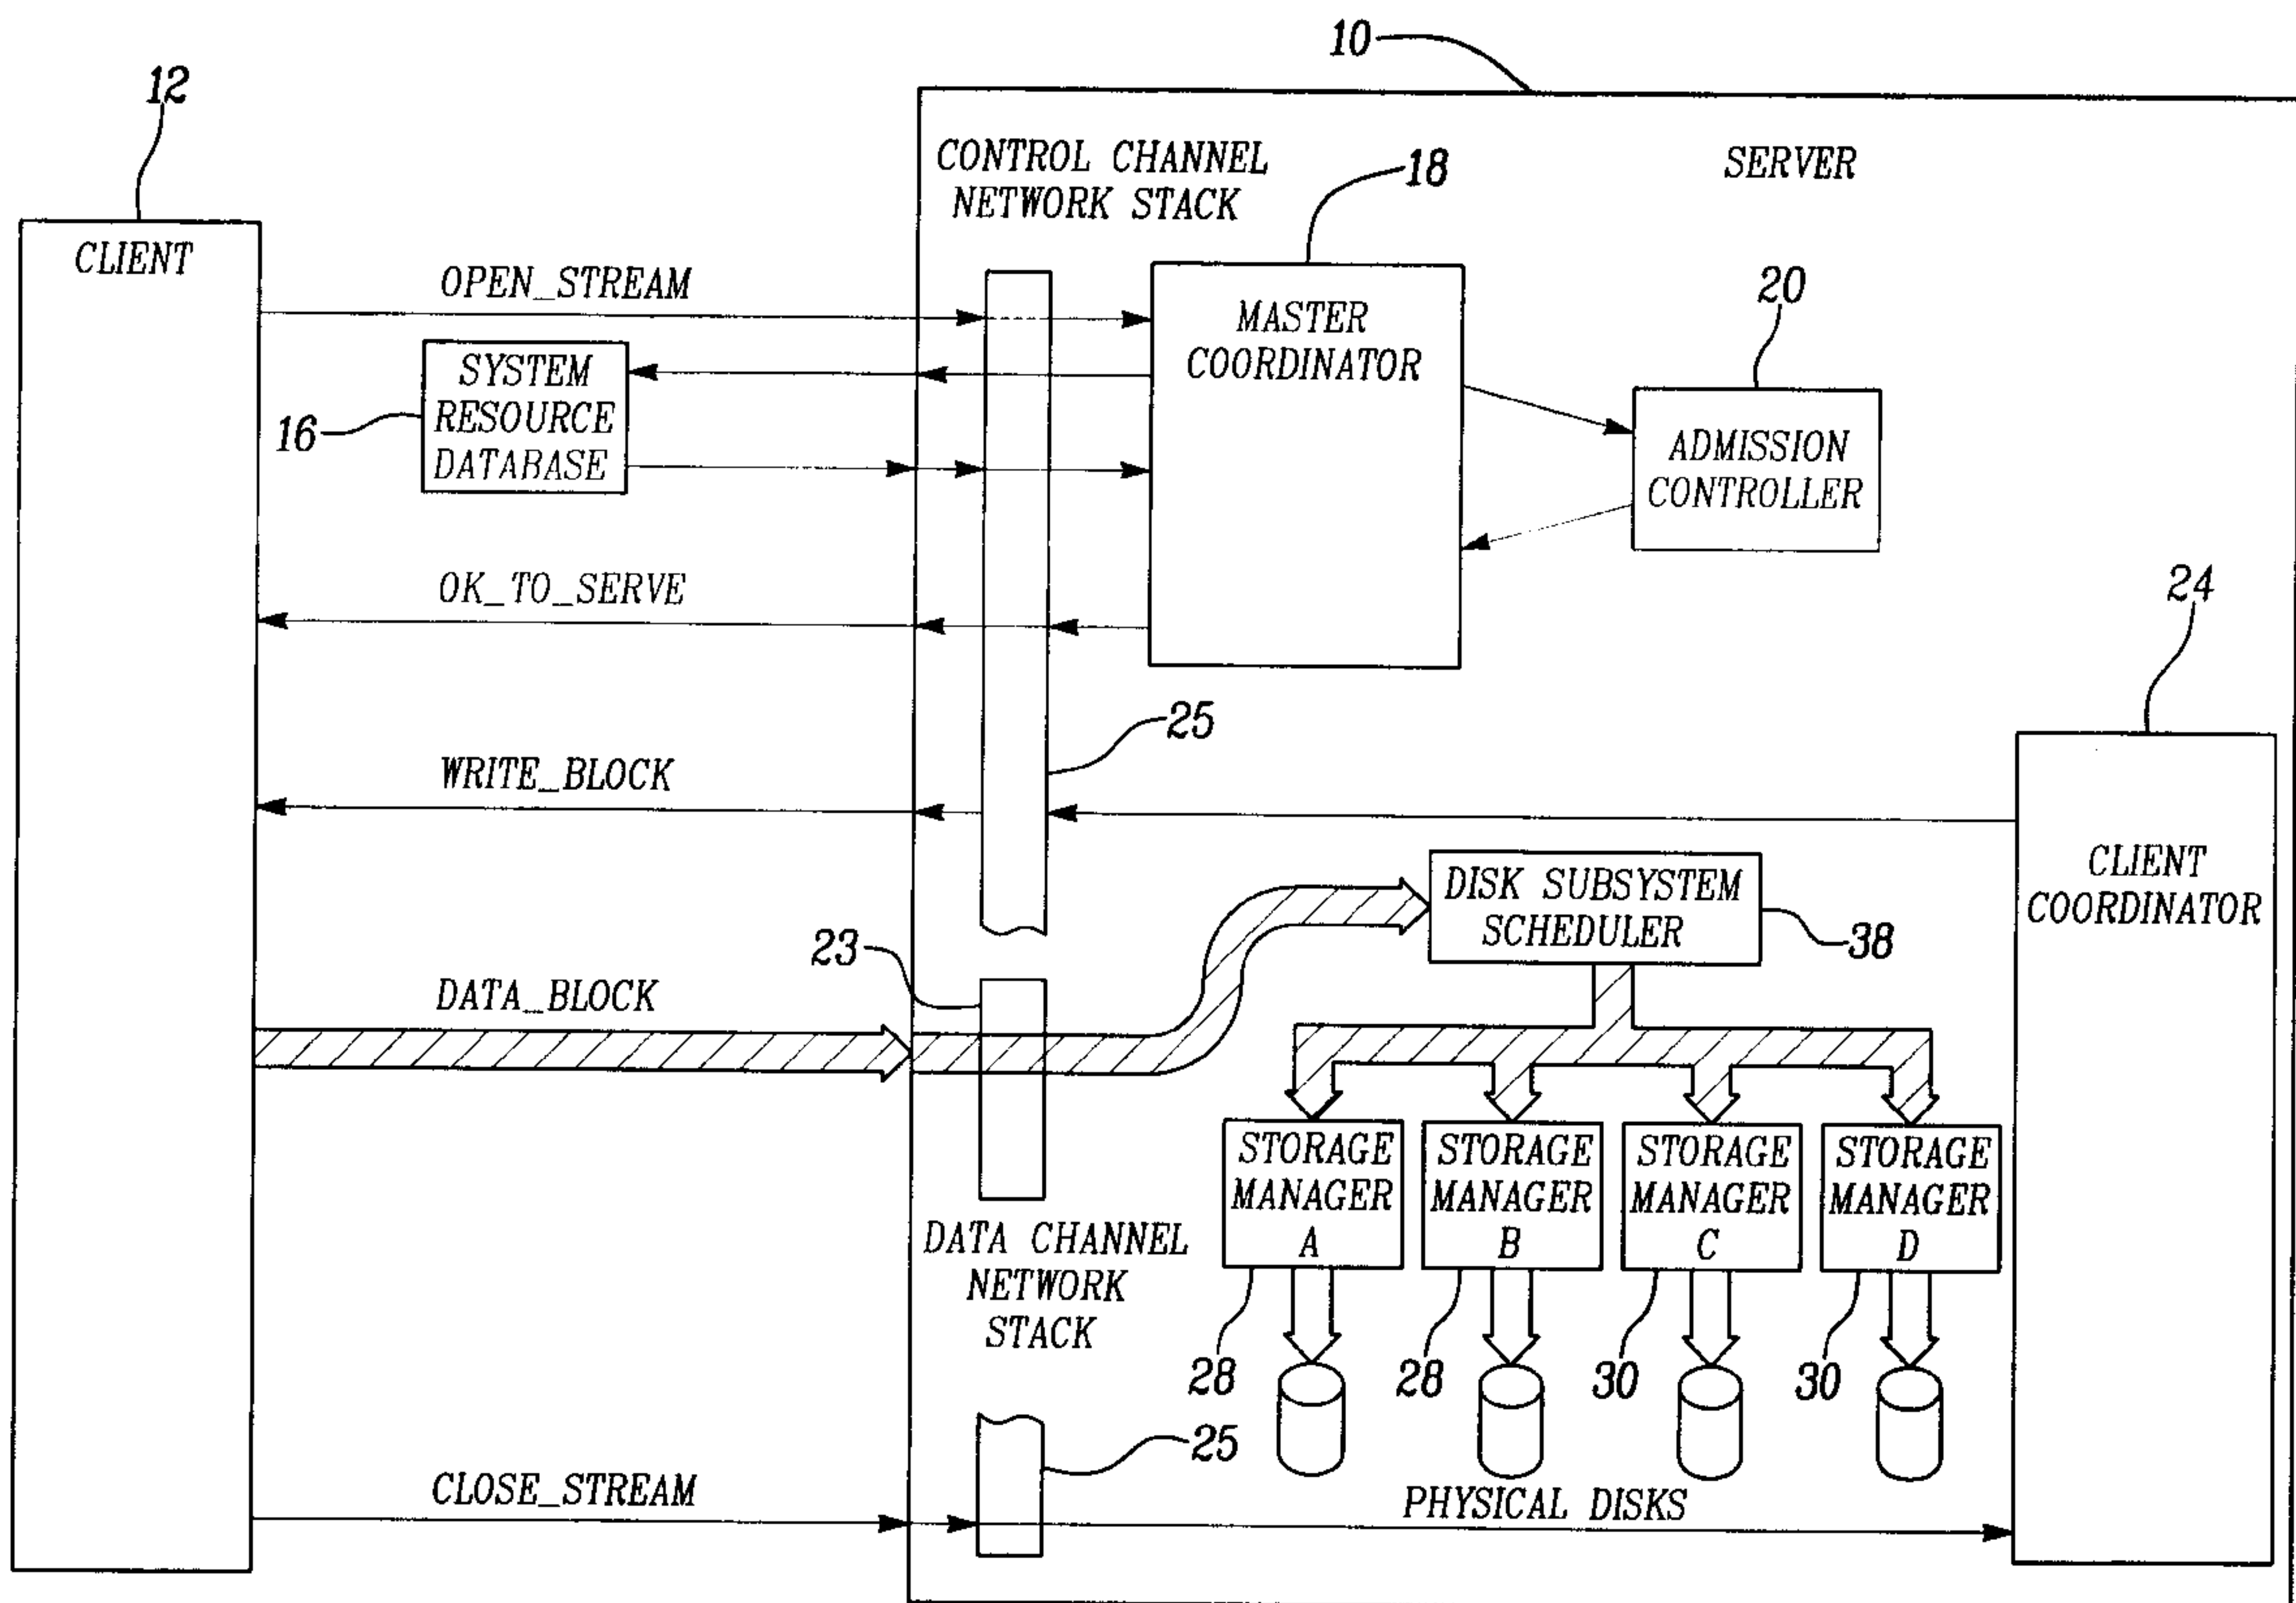 10
12
CONTROL CHANNEL
NETWORK STACK
18
SERVER
CLIENT
OPEN_STREAM
MASTER
COORDINATOR
20
SYSTEM
RESOURCE
DATABASE
16
ADMISSION
CONTROLLER
OK_TO_SERVE
24
25
WRITE_BLOCK
CLIENT
COORDINATOR
DISK SUBSYSTEM
SCHEDULER
38
23
DATA_BLOCK
STORAGE
MANAGER
A
STORAGE
MANAGER
B
STORAGE
MANAGER
C
STORAGE
MANAGER
D
DATA CHANNEL
NETWORK
STACK
28
28
30
30
25
CLOSE_STREAM
PHYSICAL DISKS